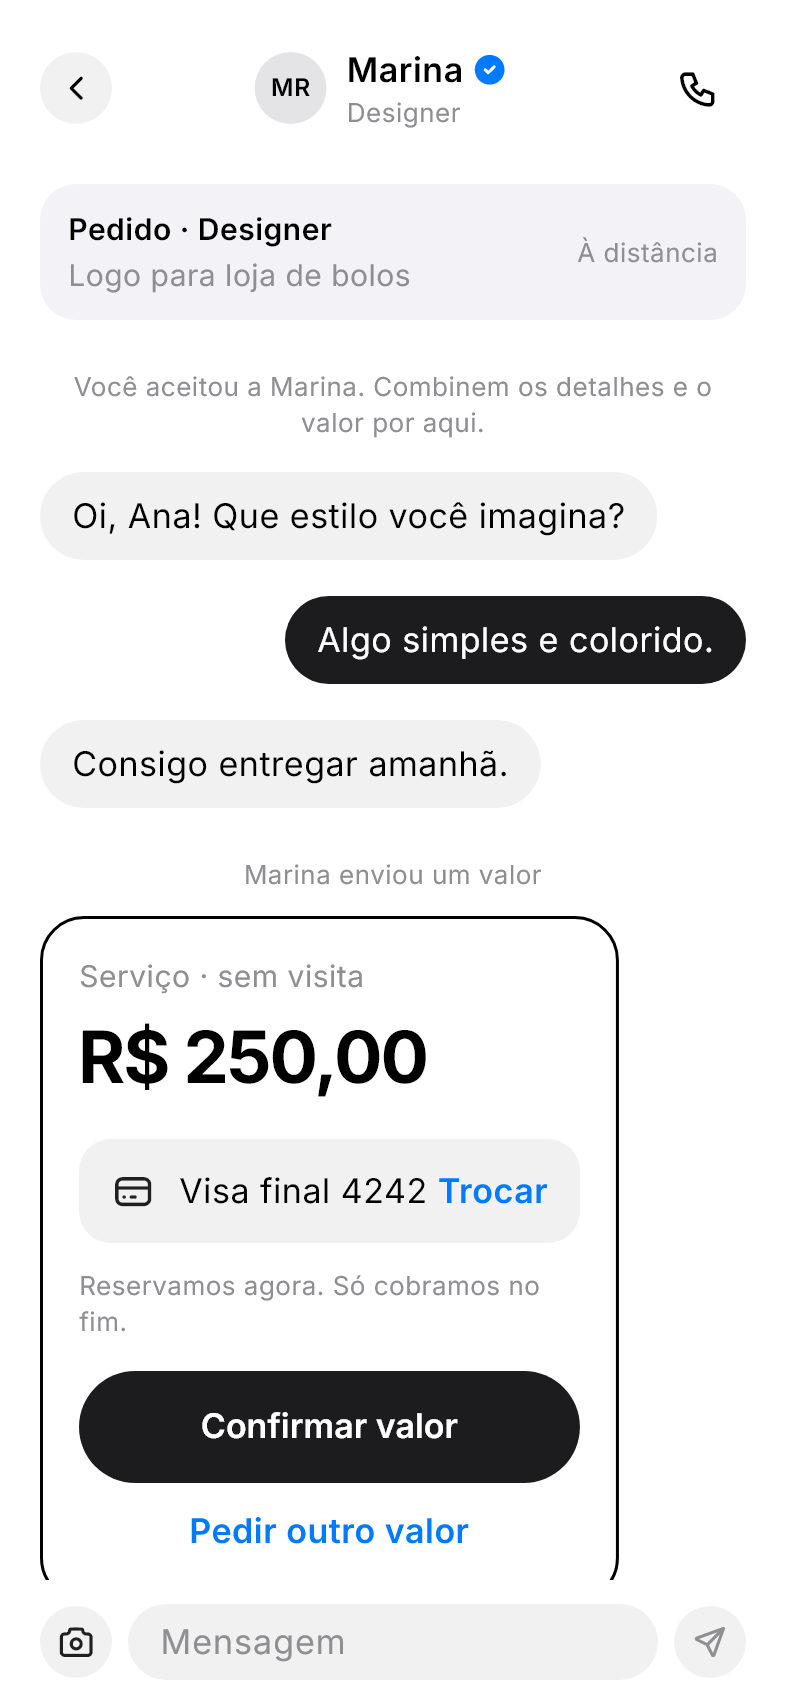 MR
Marina
Designer
Pedido · Designer
Logo para loja de bolos
À distância
Você aceitou a Marina. Combinem os detalhes e o
valor por aqui.
Oi, Ana! Que estilo você imagina?
Algo simples e colorido.
Consigo entregar amanhã.
Marina enviou um valor
Serviço · sem visita
R$ 250,00
Visa final 4242 Trocar
Reservamos agora. Só cobramos no
fim.
Confirmar valor
Pedir outro valor
Mensagem